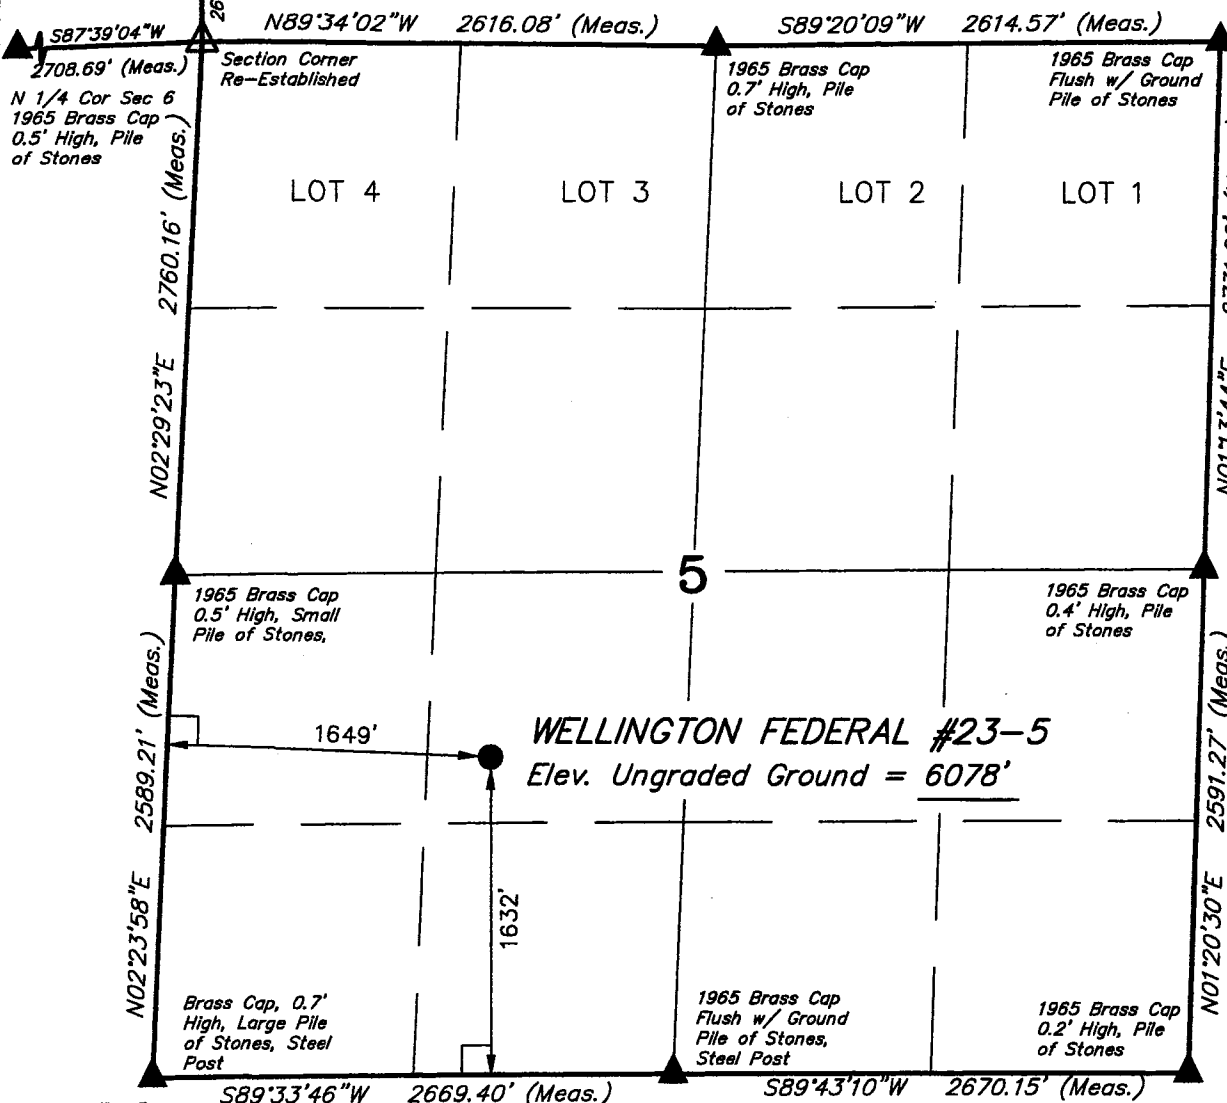 S87°39'04"W
2708.69' (Meas.)
N 1/4 Cor Sec 6
1965 Brass Cap
0.5' High, Pile
of Stones
26
N89°34'02"W 2616.08' (Meas.)
S89°20'09"W 2614.57' (Meas.)
Section Corner
Re-Established
1965 Brass Cap
0.7' High, Pile
of Stones
1965 Brass Cap
Flush w/ Ground
Pile of Stones
LOT 4
LOT 3
LOT 2
LOT 1
N02°29'23"E 2760.16' (Meas.)
1965 Brass Cap
0.5' High, Small
Pile of Stones,
5
1965 Brass Cap
0.4' High, Pile
of Stones
N02°23'58"E 2589.21' (Meas.)
1649'
WELLINGTON FEDERAL #23-5
Elev. Ungraded Ground = 6078'
1632'
N01°20'30"E 2591.27' (Meas.)
Brass Cap, 0.7'
High, Large Pile
of Stones, Steel
Post
1965 Brass Cap
Flush w/ Ground
Pile of Stones,
Steel Post
1965 Brass Cap
0.2' High, Pile
of Stones
S89°33'46"W 2669.40' (Meas.)
S89°43'10"W 2670.15' (Meas.)